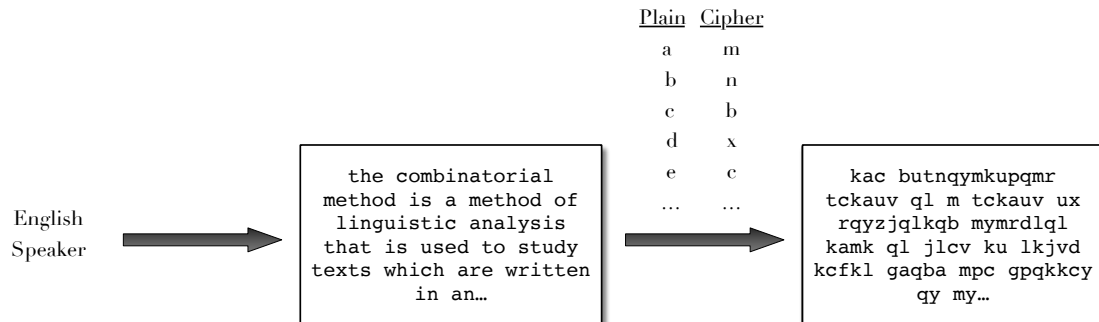 Plain Cipher
a m
b n
c b
d x
e c
... ...
English
Speaker
the combinatorial
method is a method of
linguistic analysis
that is used to study
texts which are written
in an...
kac butnqymkupqmr
tckauv ql m tckauv ux
rqyzjqlkqb mymrdlql
kamk ql jlcv ku lkjvd
kcfkl gaqba mpc gpqkkcy
qy my...